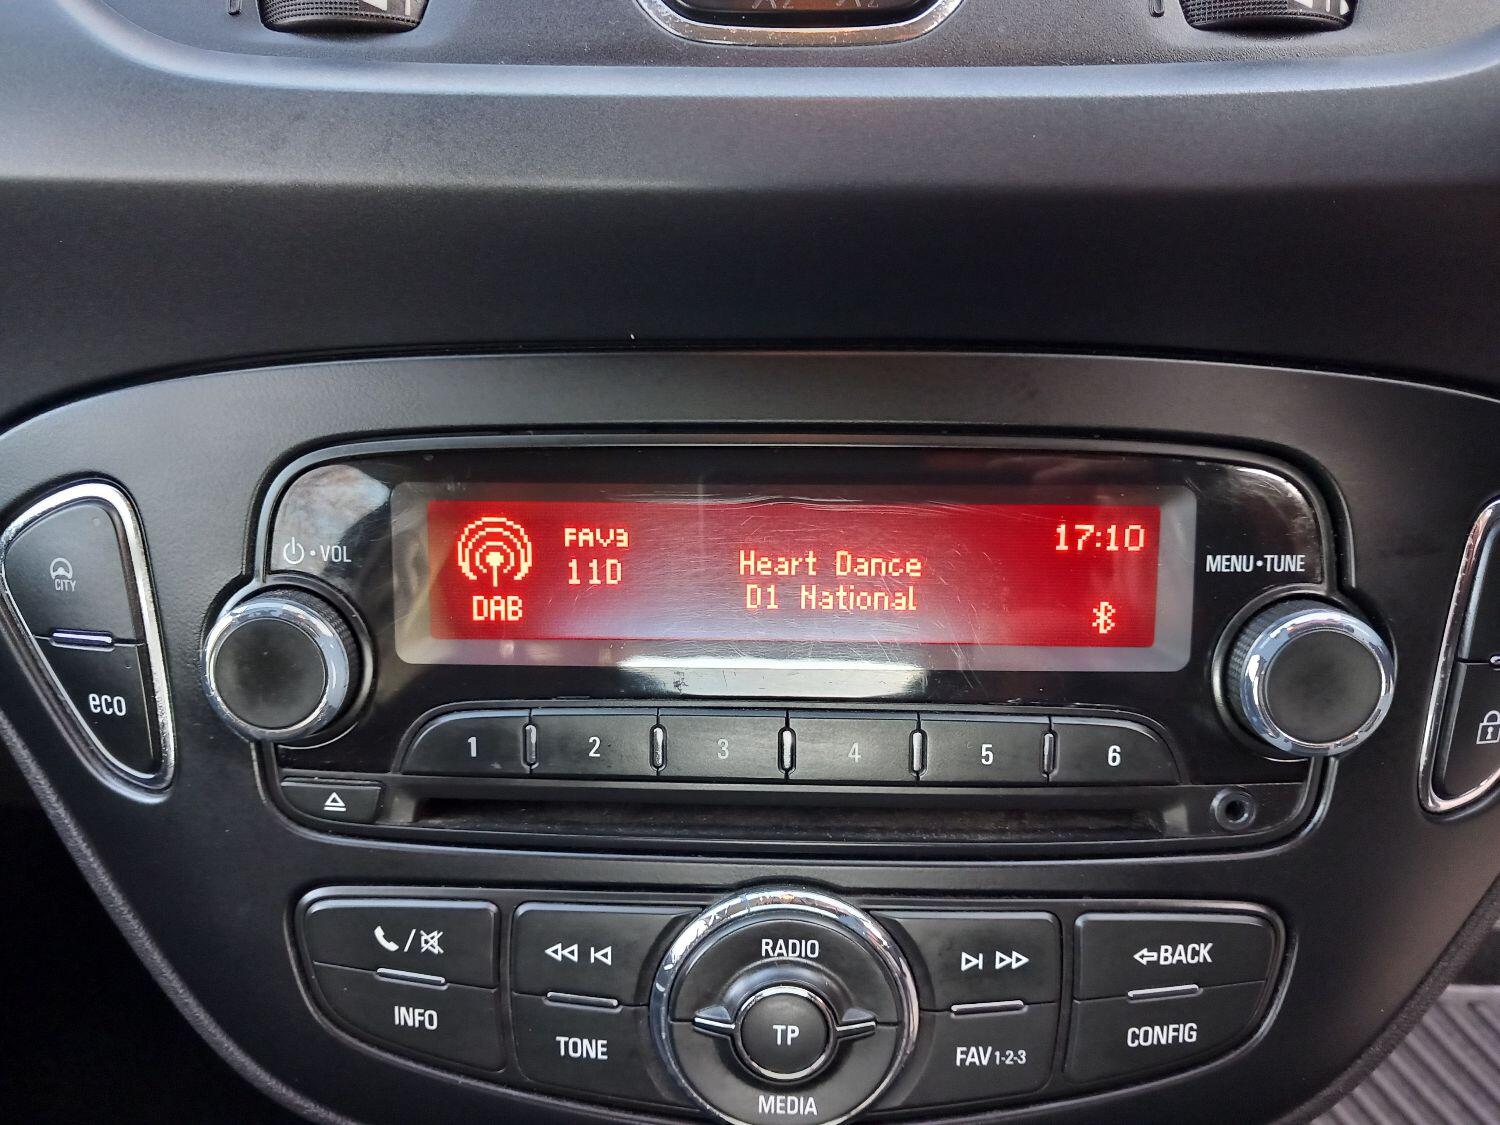 FAV3
17:10
11D
Heart Dance
D1 National
DAB
VOL
MENU•TUNE
CITY
eco
1
2
3
4
5
6
RADIO
BACK
INFO
TONE
TP
FAV1-2-3
CONFIG
MEDIA